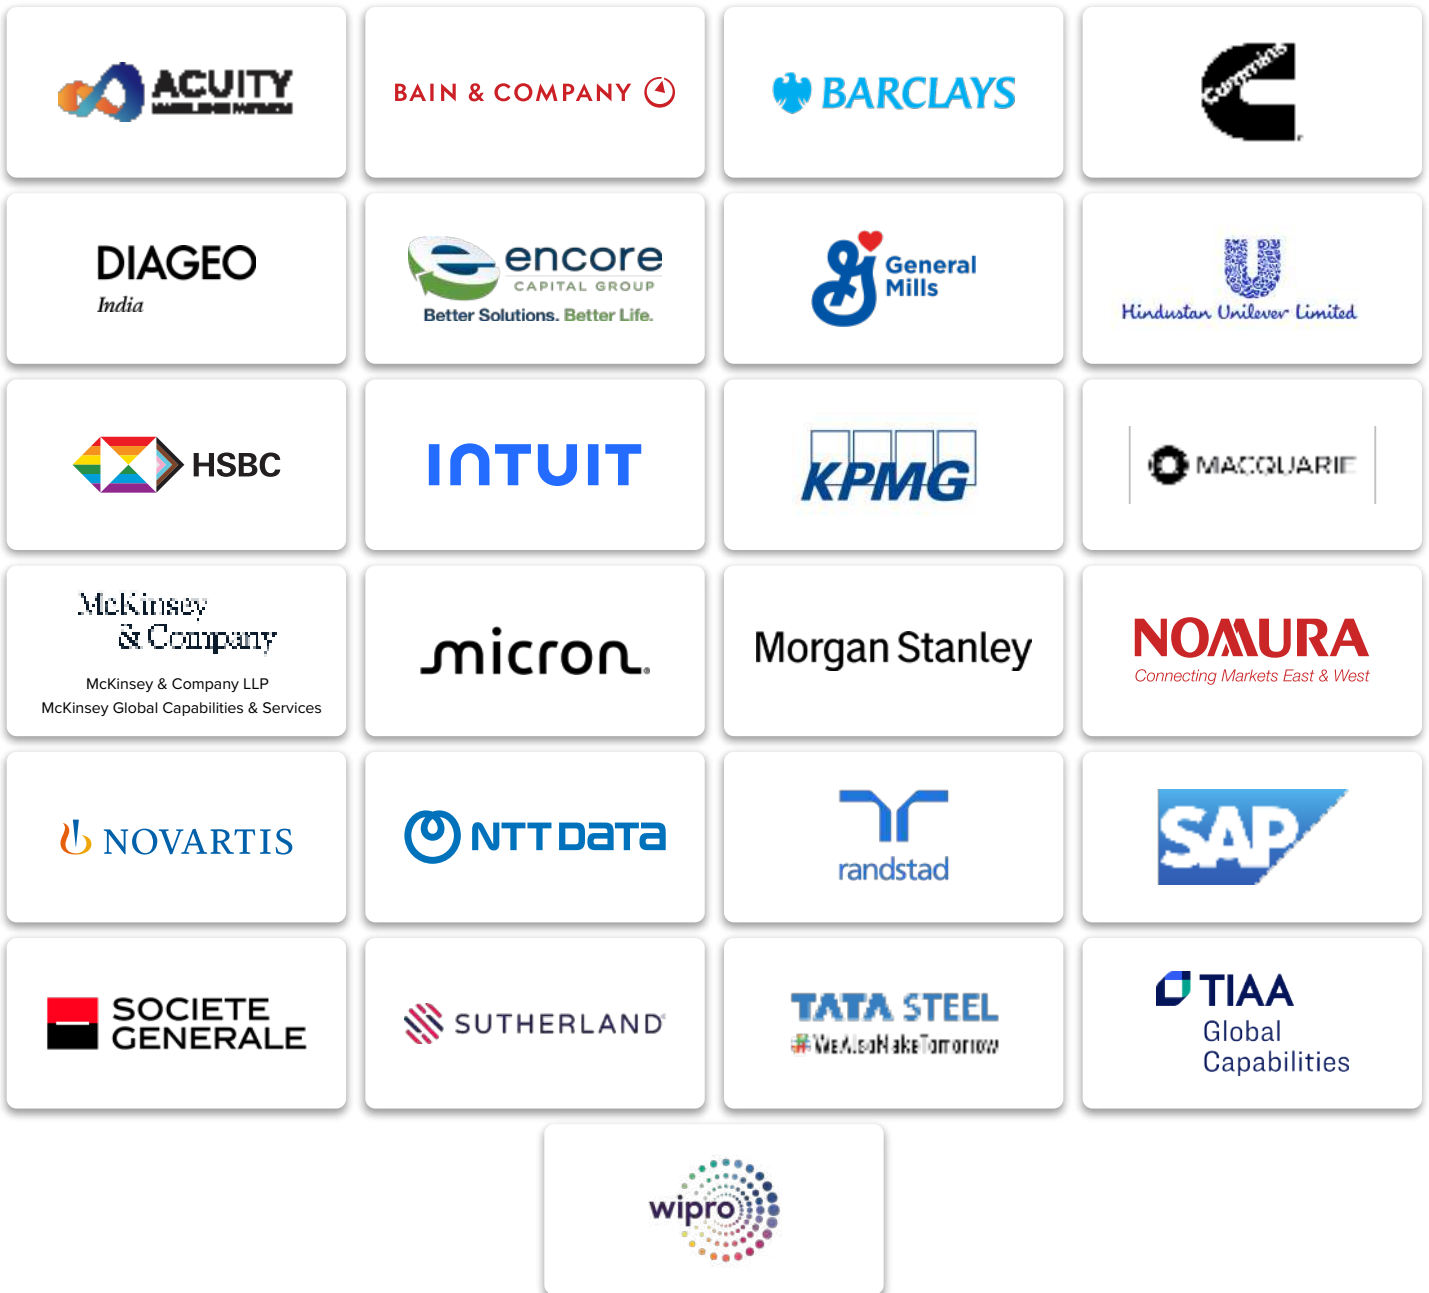 ACUITY
BAIN & COMPANY
BARCLAYS
Cummins
DIAGEO
India
encore
CAPITAL GROUP
Better Solutions. Better Life.
General
Mills
Hindustan Unilever Limited
HSBC
INTUIT
KPMG
MACQUARIE
McKinsey
& Company
McKinsey & Company LLP
McKinsey Global Capabilities & Services
micron®
Morgan Stanley
NOMURA
Connecting Markets East & West
NOVARTIS
NTT DATA
randstad
SAP
SOCIETE
GENERALE
SUTHERLAND
TATA STEEL
#WeAlsoMakeTomorrow
TIAA
Global
Capabilities
wipro